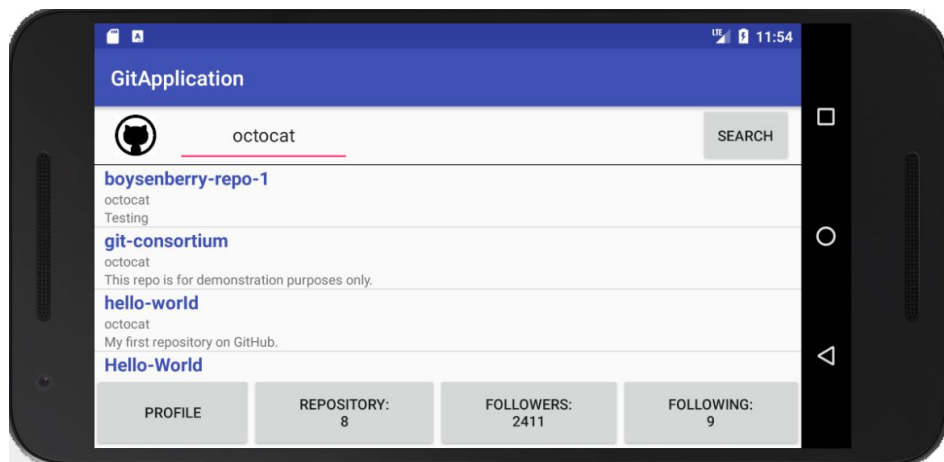 LTE 11:54
GitApplication
octocat
SEARCH
boysenberry-repo-1
octocat
Testing
git-consortium
octocat
This repo is for demonstration purposes only.
hello-world
octocat
My first repository on GitHub.
Hello-World
PROFILE
REPOSITORY:
8
FOLLOWERS:
2411
FOLLOWING:
9